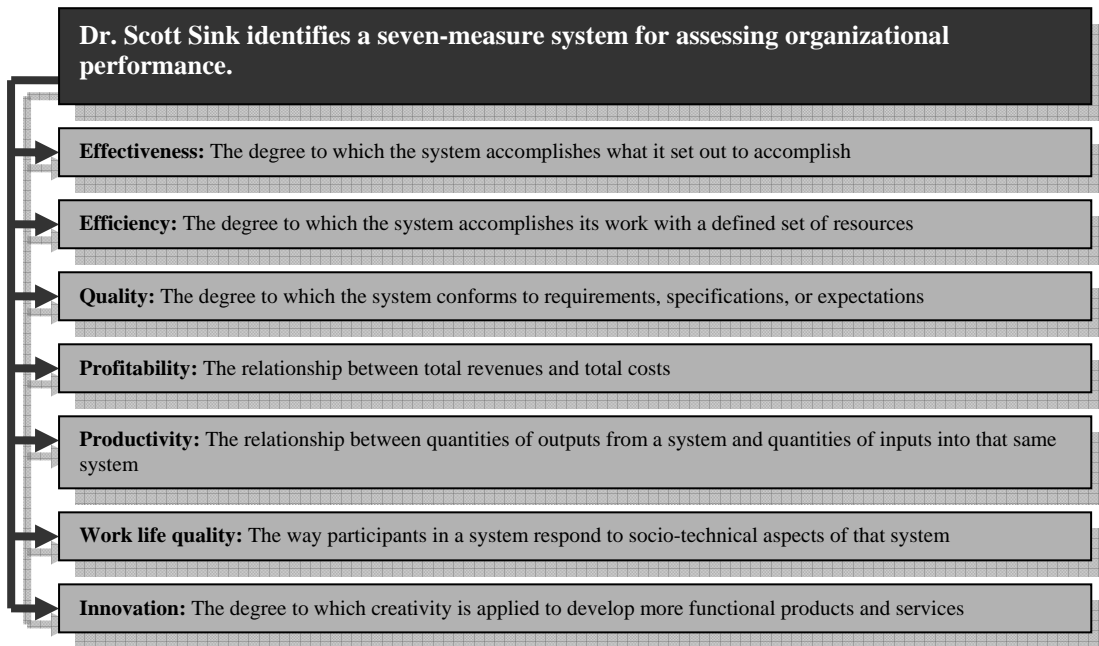 Dr. Scott Sink identifies a seven-measure system for assessing organizational
performance.
Effectiveness: The degree to which the system accomplishes what it set out to accomplish
Efficiency: The degree to which the system accomplishes its work with a defined set of resources
Quality: The degree to which the system conforms to requirements, specifications, or expectations
Profitability: The relationship between total revenues and total costs
Productivity: The relationship between quantities of outputs from a system and quantities of inputs into that same
system
Work life quality: The way participants in a system respond to socio-technical aspects of that system
Innovation: The degree to which creativity is applied to develop more functional products and services